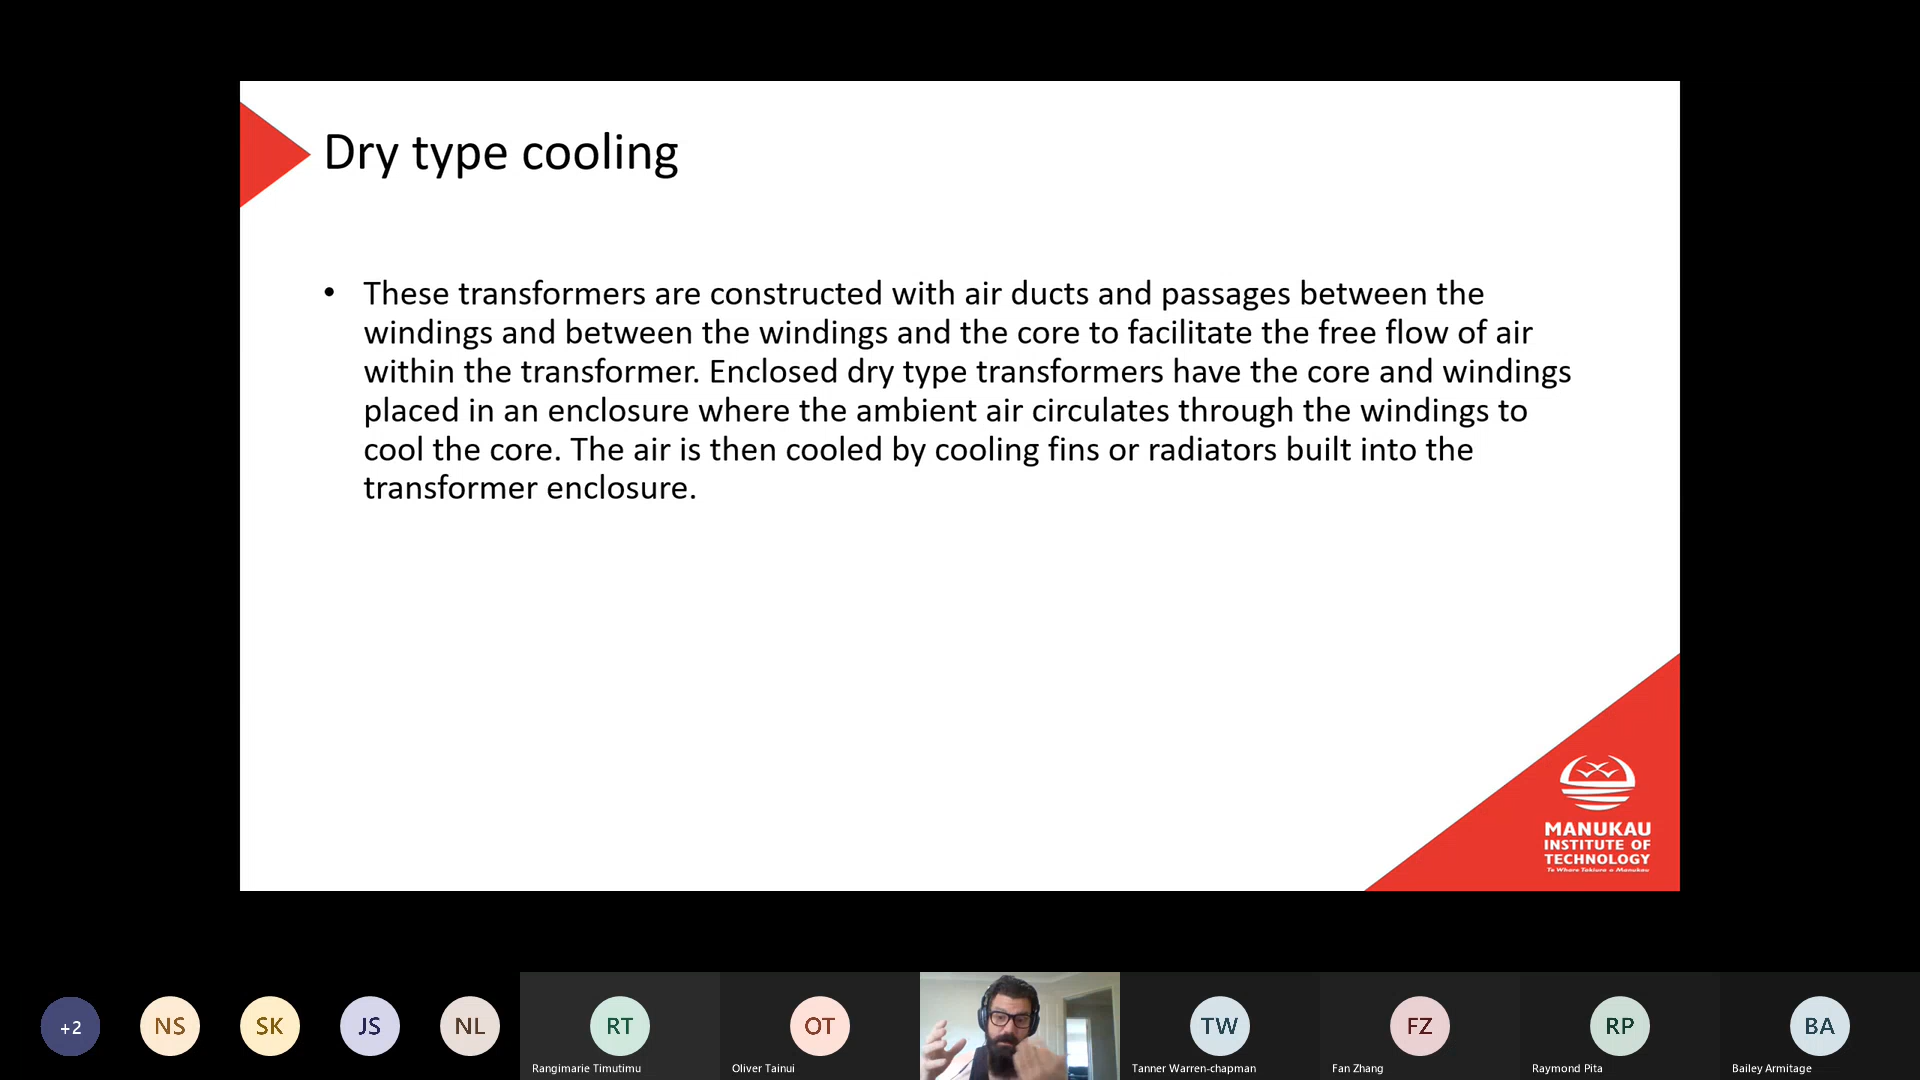 Dry type cooling
• These transformers are constructed with air ducts and passages between the
windings and between the windings and the core to facilitate the free flow of air
within the transformer. Enclosed dry type transformers have the core and windings
placed in an enclosure where the ambient air circulates through the windings to
cool the core. The air is then cooled by cooling fins or radiators built into the
transformer enclosure.
MANUKAU
INSTITUTE OF
TECHNOLOGY
Te Whare Takiura o Manukau
+2
NS
SK
JS
NL
RT
Rangimarie Timutimu
OT
Oliver Tainui
TW
Tanner Warren-chapman
FZ
Fan Zhang
RP
Raymond Pita
BA
Bailey Armitage